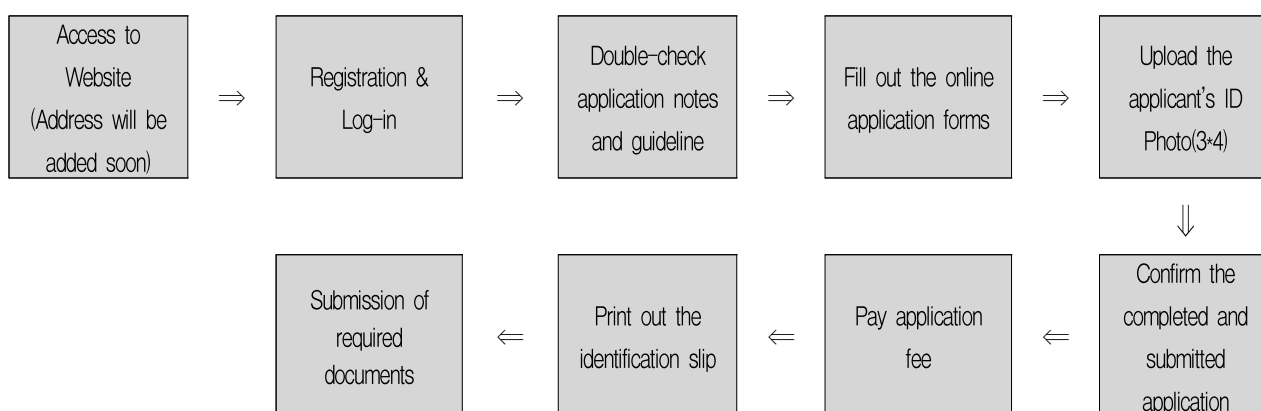 Access to
Website
(Address will be
added soon)
⇒
Registration &
Log-in
⇒
Double-check
application notes
and guideline
⇒
Fill out the online
application forms
⇒
Upload the
applicant's ID
Photo(3*4)
⇓
Confirm the
completed and
submitted
application
⇐
Pay application
fee
⇐
Print out the
identification slip
⇐
Submission of
required
documents